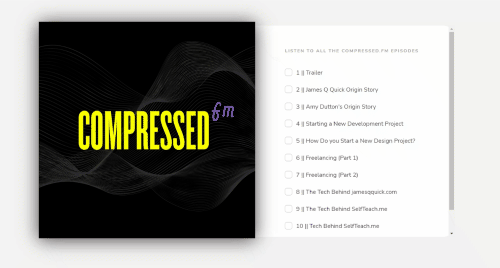 COMPRESSED fm
LISTEN TO ALL THE COMPRESSED.FM EPISODES
1 || Trailer
2 || James Q Quick Origin Story
3 || Amy Dutton's Origin Story
4 || Starting a New Development Project
5 || How Do you Start a New Design Project?
6 || Freelancing (Part 1)
7 || Freelancing (Part 2)
8 || The Tech Behind jamesqquick.com
9 || The Tech Behind SelfTeach.me
10 || Tech Behind SelfTeach.me